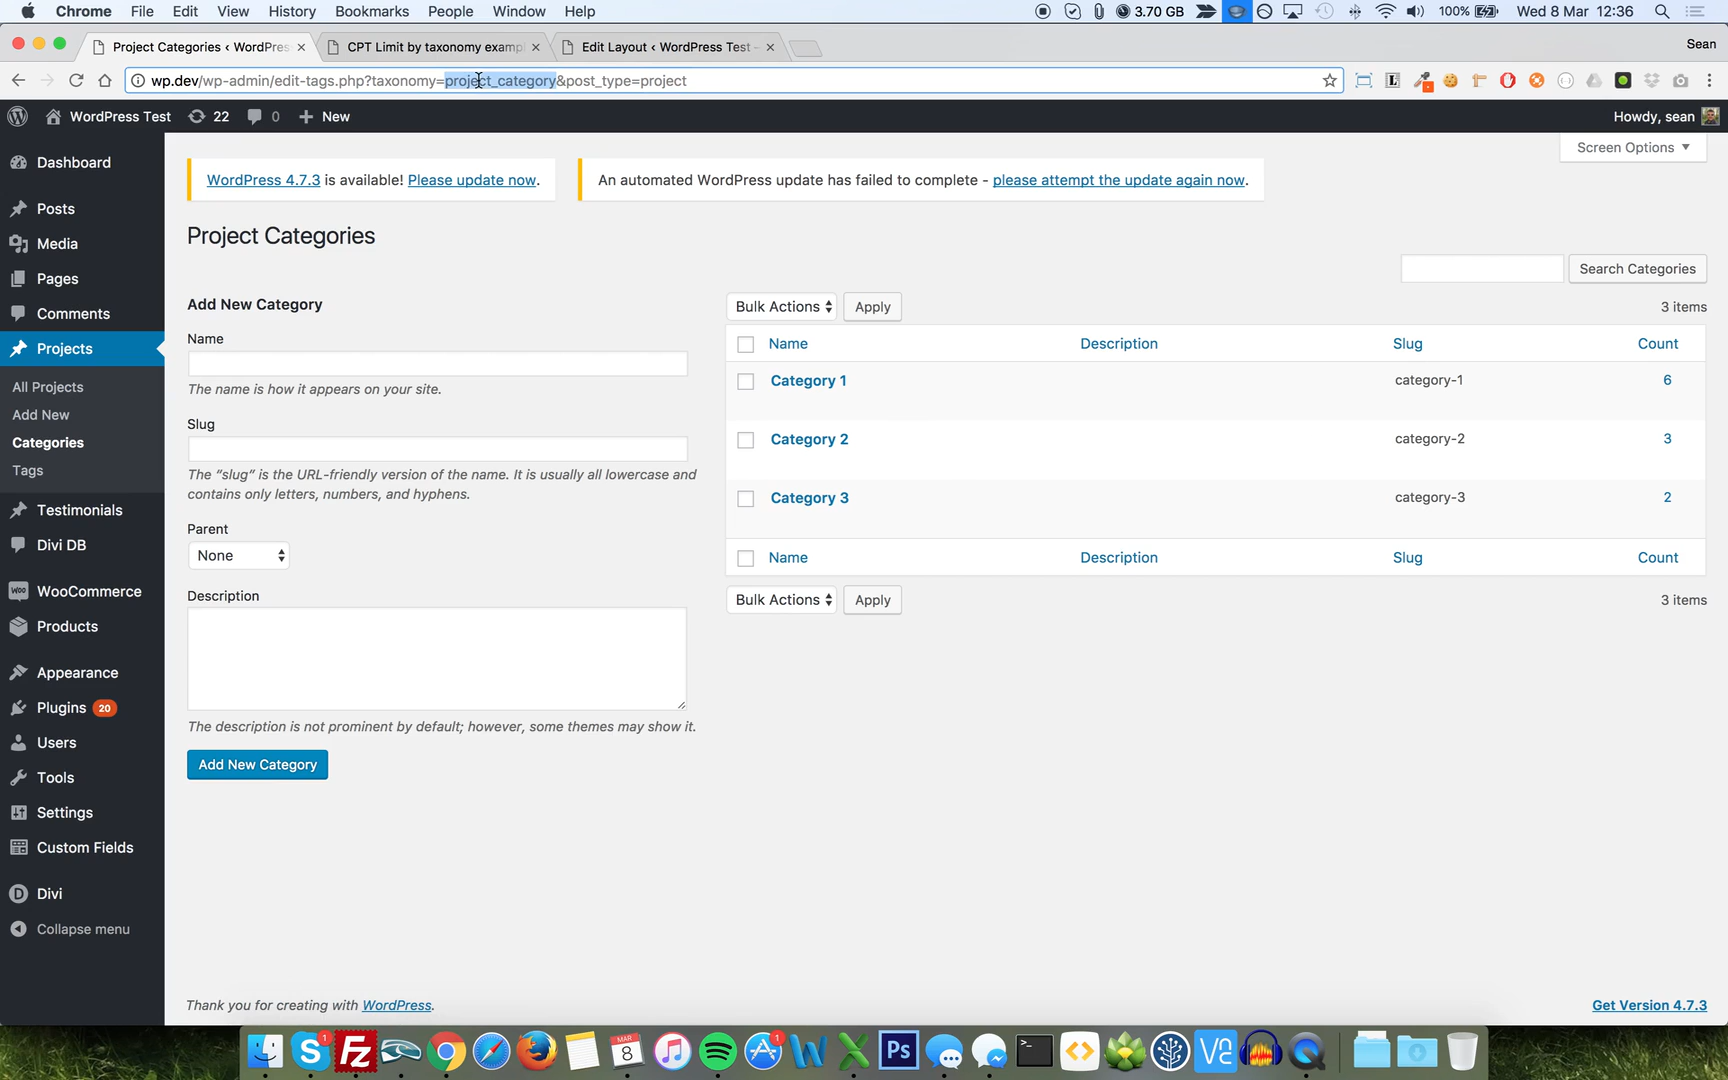 Chrome File Edit View History Bookmarks People Window Help 3.70 GB 100% Wed 8 Mar 12:36
Project Categories ‹ WordPres CPT Limit by taxonomy exampl Edit Layout ‹ WordPress Test - Sean
wp.dev/wp-admin/edit-tags.php?taxonomy=project_category&post_type=project
WordPress Test 22 0 New Howdy, sean
Screen Options
WordPress 4.7.3 is available! Please update now.
An automated WordPress update has failed to complete - please attempt the update again now.
Dashboard
Posts
Media
Pages
Comments
Projects
All Projects
Add New
Categories
Tags
Testimonials
Divi DB
Woo WooCommerce
Products
Appearance
Plugins 20
Users
Tools
Settings
Custom Fields
D Divi
Collapse menu
Project Categories
Search Categories
Add New Category
Name
The name is how it appears on your site.
Slug
The “slug” is the URL-friendly version of the name. It is usually all lowercase and
contains only letters, numbers, and hyphens.
Parent
None
Description
The description is not prominent by default; however, some themes may show it.
Add New Category
Bulk Actions Apply 3 items
Name Description Slug Count
Category 1 category-1 6
Category 2 category-2 3
Category 3 category-3 2
Name Description Slug Count
Bulk Actions Apply 3 items
Thank you for creating with WordPress.
Get Version 4.7.3
1 Fz MAR 8 1 W X Ps V2